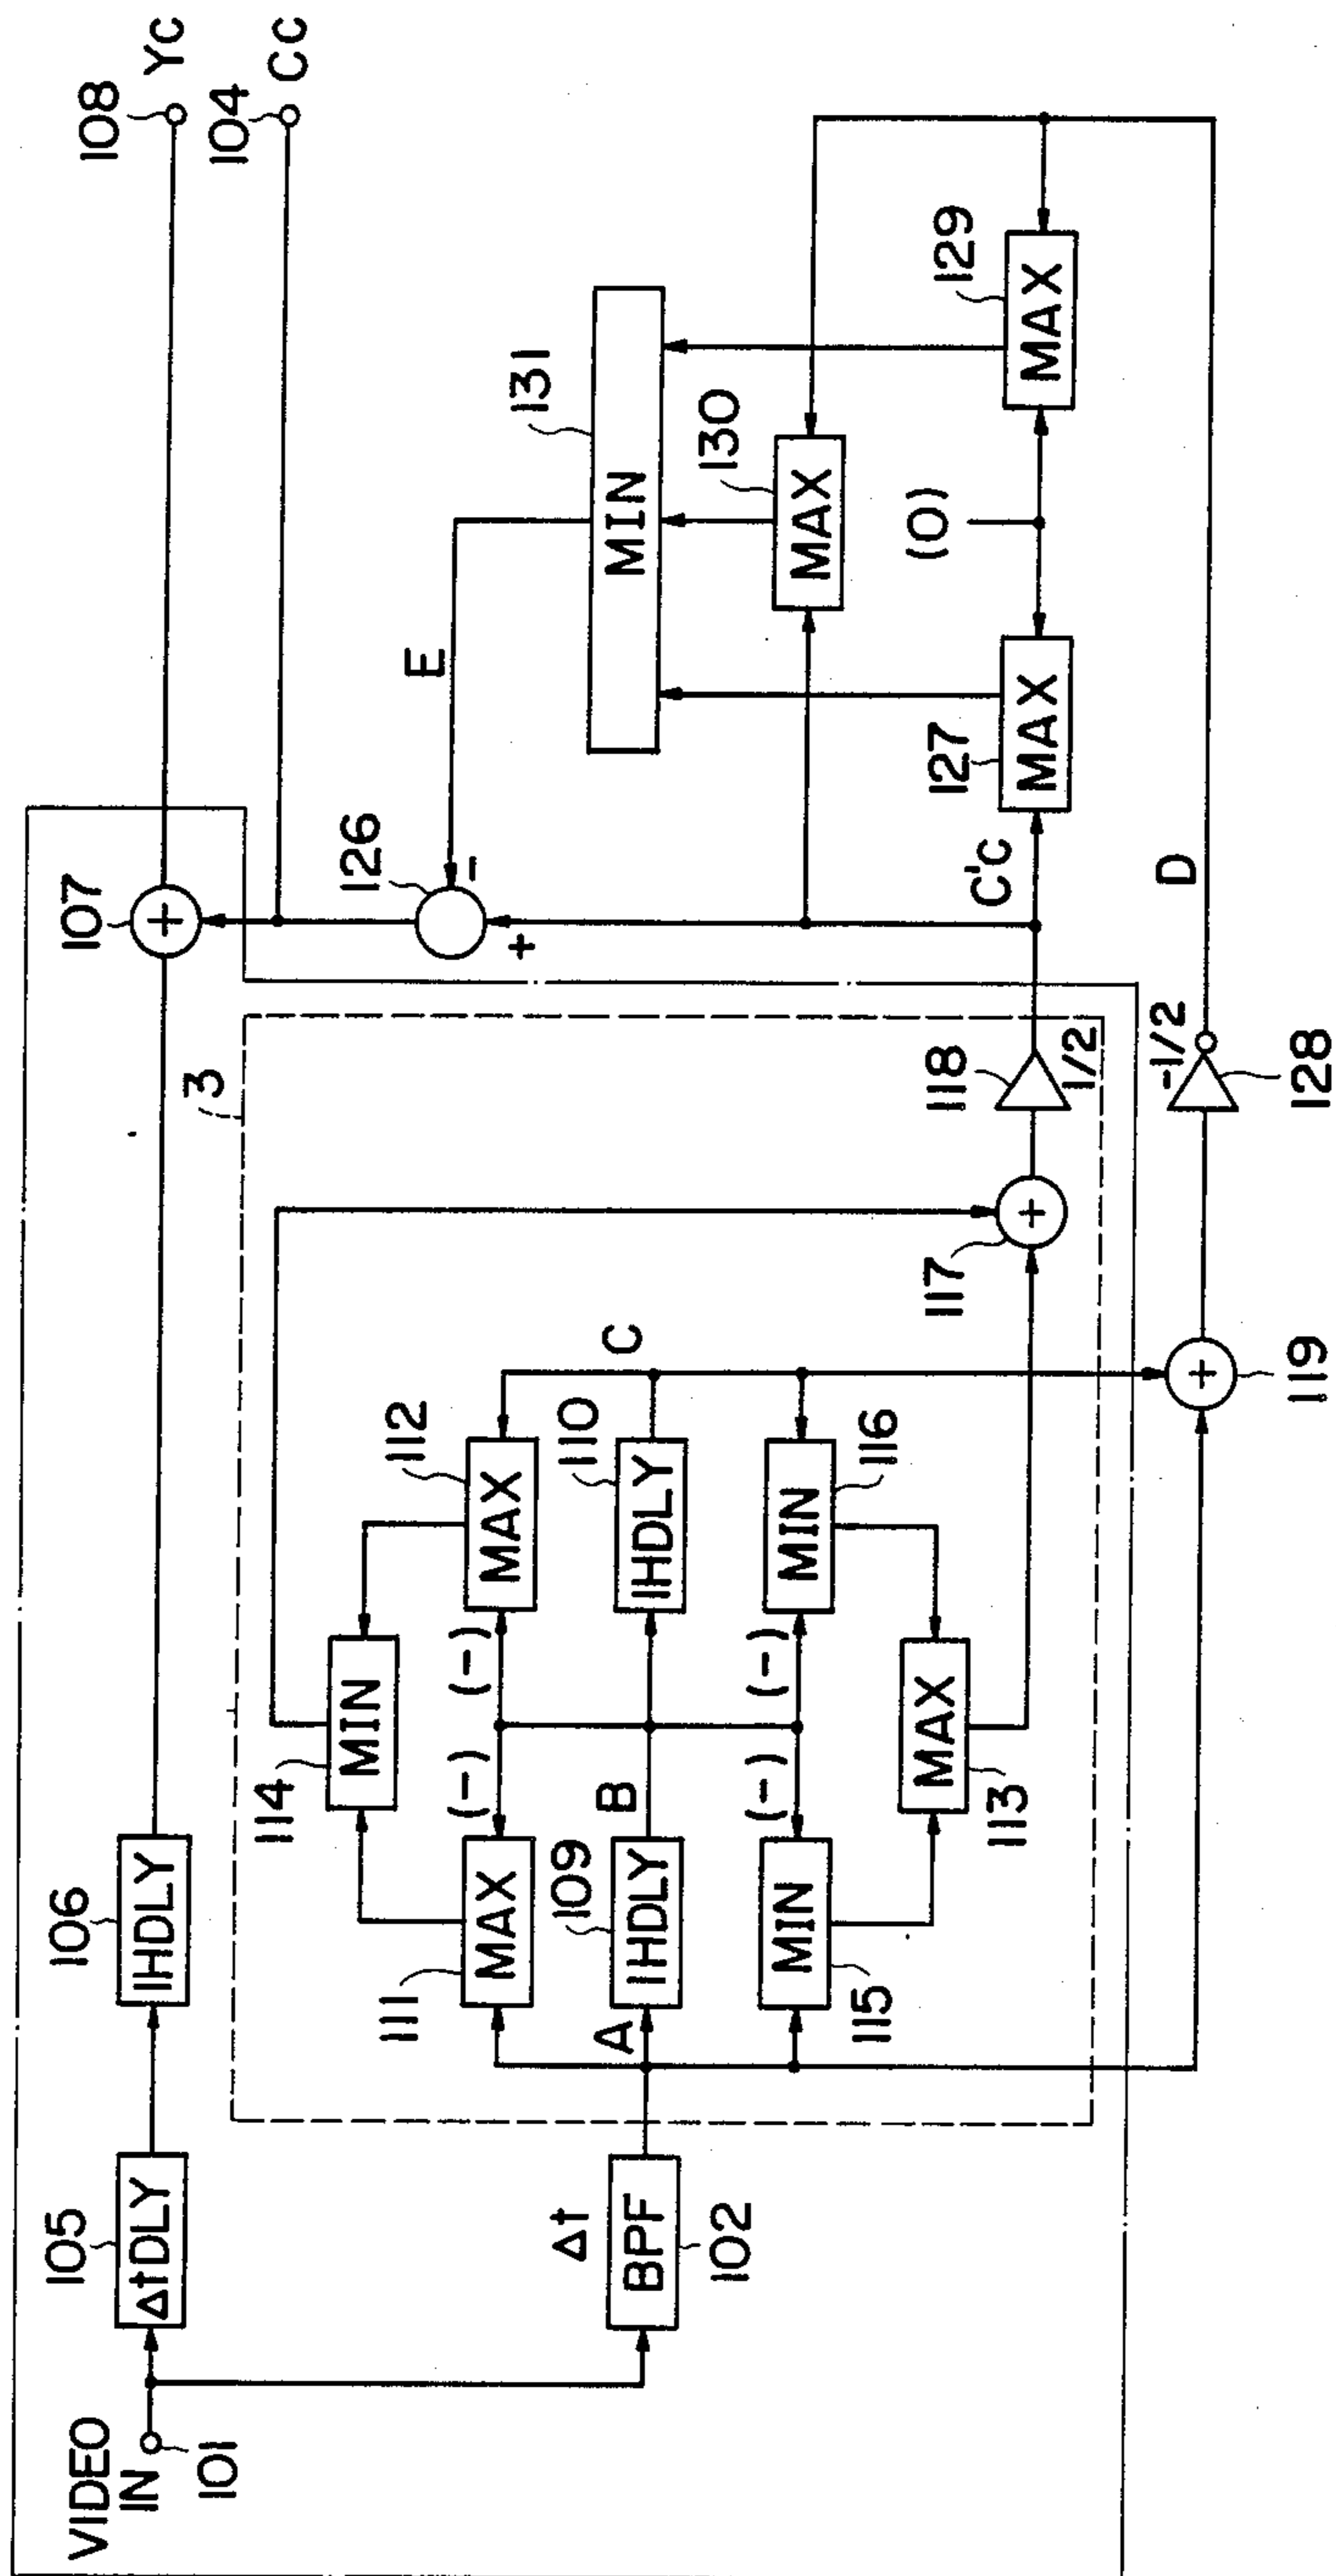 VIDEO
IN
101
105
ΔtDLY
106
1HDLY
107
+
108
Yc
104
Cc
Δt
BPF
102
3
114
MIN
111
MAX
(-)
(-)
112
MAX
A
109
1HDLY
B
110
1HDLY
C
115
MIN
(-)
(-)
116
MIN
MAX
113
117
+
118
1/2
119
+
-1/2
128
D
126
+
-
E
131
MIN
130
MAX
C'c
127
MAX
(0)
129
MAX